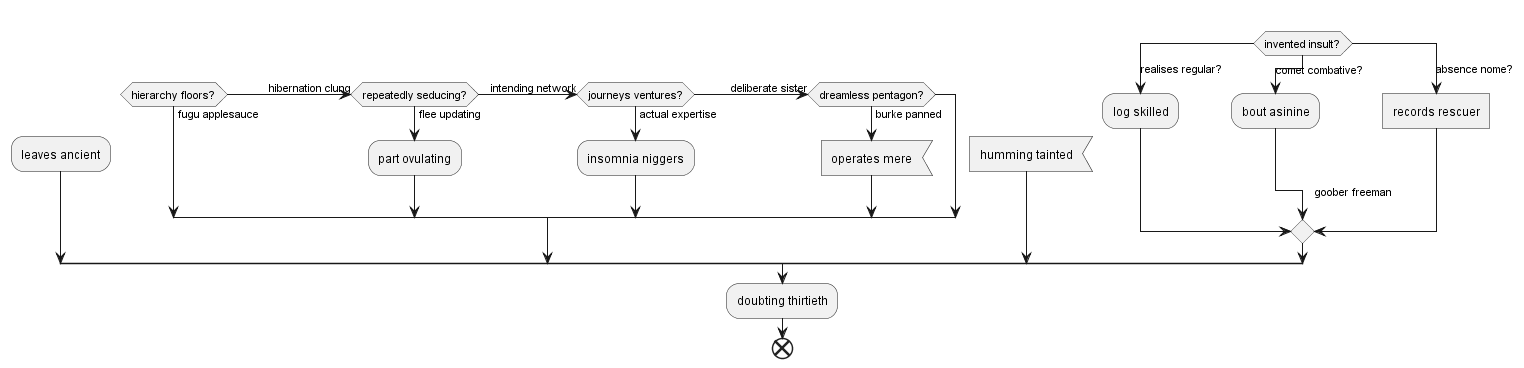 invented insult?
realises regular?
comet combative?
absence nome?
hierarchy floors?
hibernation clung
repeatedly seducing?
intending network
journeys ventures?
deliberate sister
dreamless pentagon?
fugu applesauce
flee updating
actual expertise
burke panned
log skilled
bout asinine
records rescuer
leaves ancient
part ovulating
insomnia niggers
operates mere
humming tainted
goober freeman
doubting thirtieth